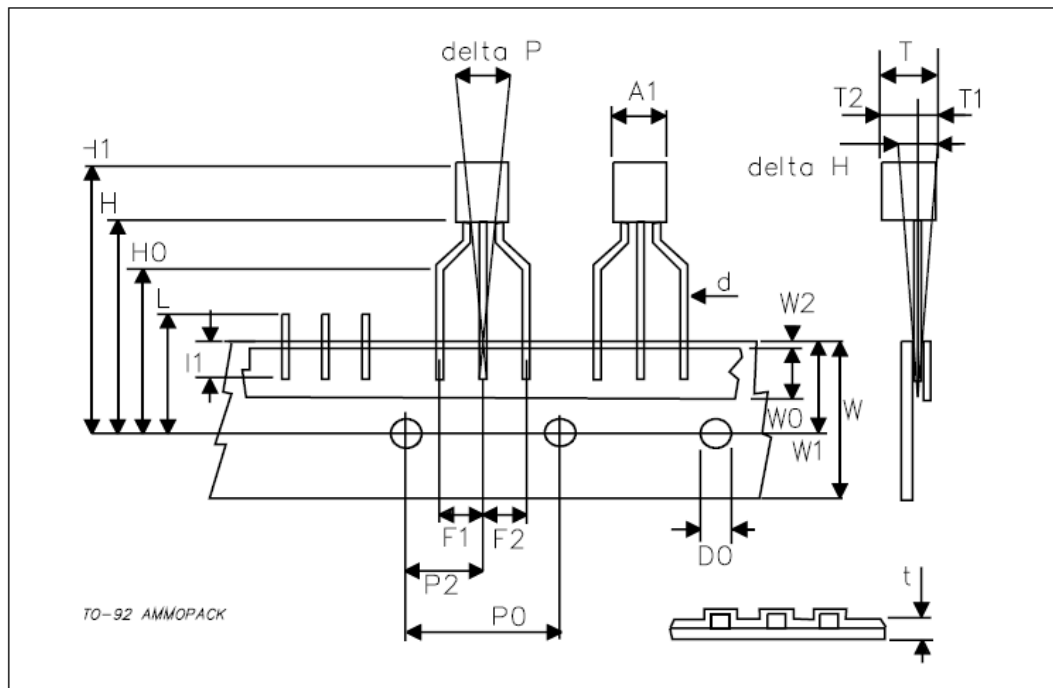 delta P
A1
T
T2
T1
H1
delta H
H
H0
d
L
W2
I1
W0
W
W1
F1
F2
D0
P2
t
TO-92 AMMOPACK
P0